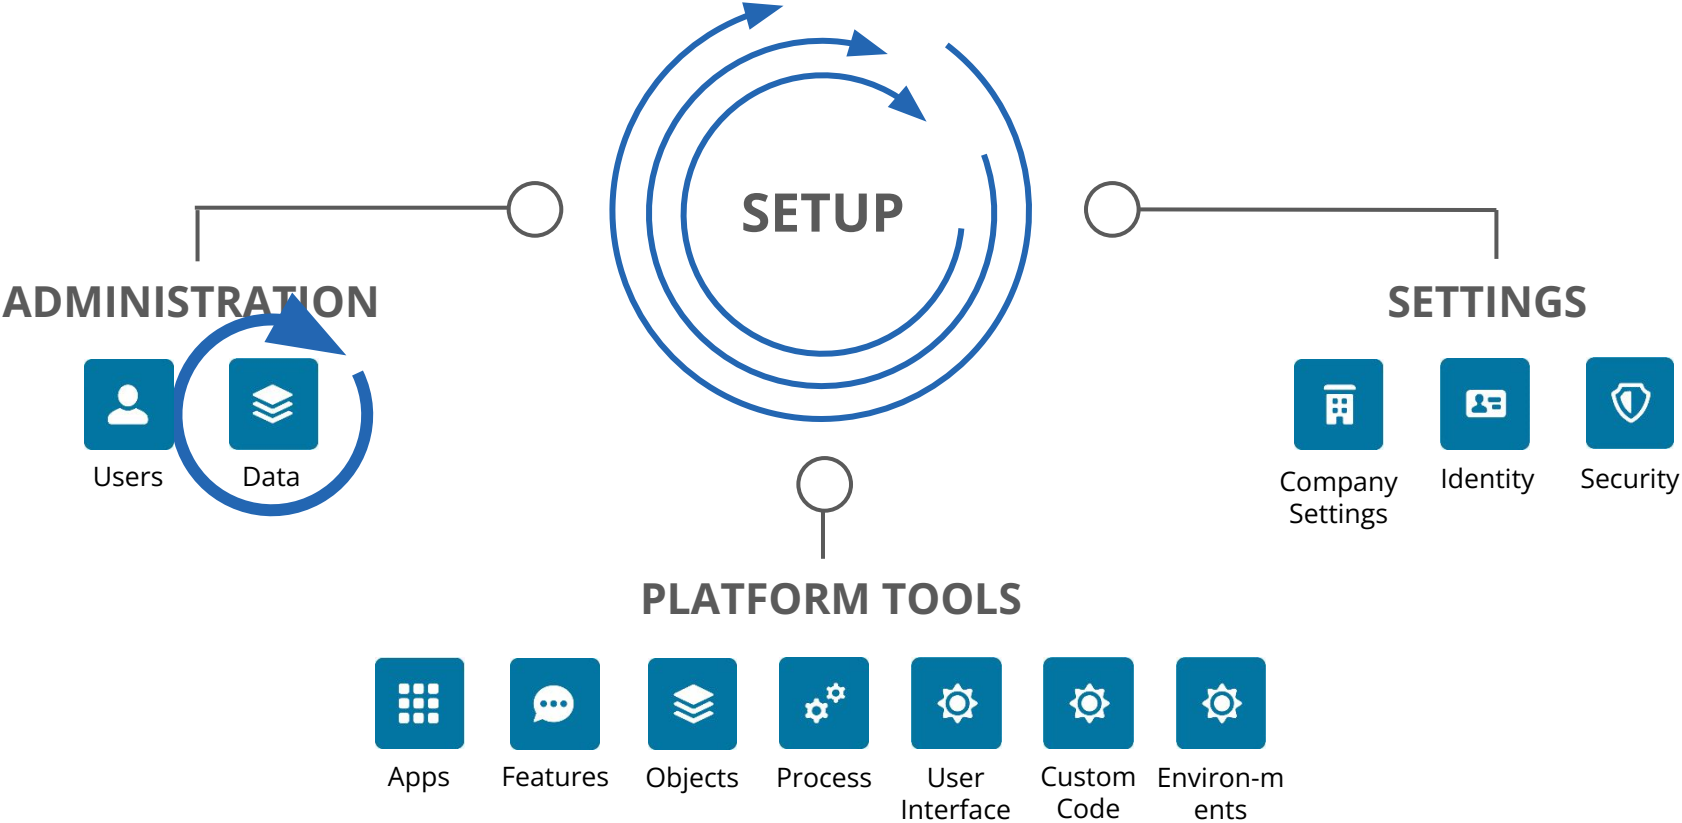 SETUP
ADMINISTRATION
Users
Data
SETTINGS
Company
Settings
Identity
Security
PLATFORM TOOLS
Apps
Features
Objects
Process
User
Interface
Custom
Code
Environ-m
ents